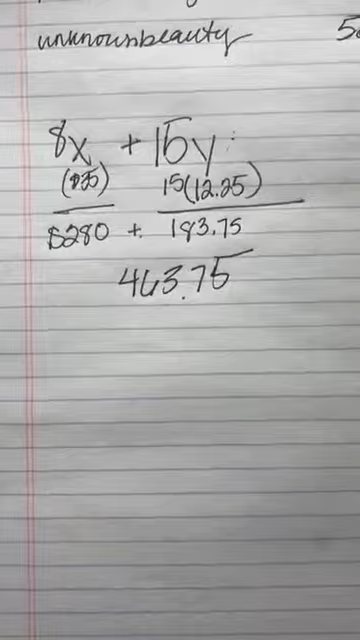 unknownbeauty
8x + 15y
($35) 15(12.25)
$280 + 183.75
463.75